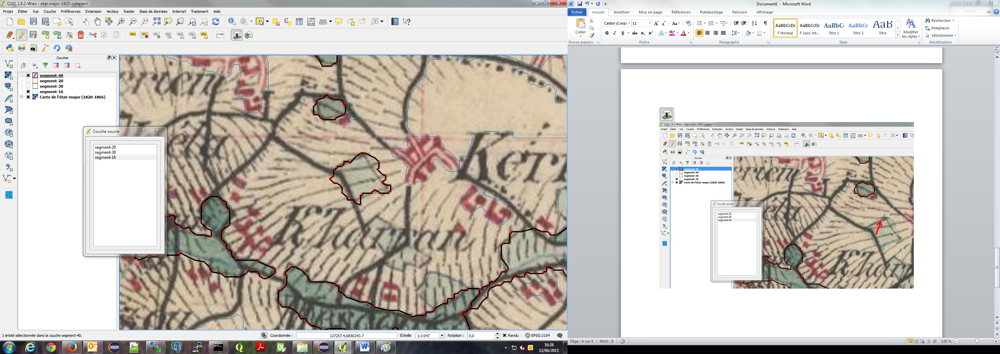 QGIS 2.8.2-Wien - etat-major-1820-coherent
Projet Éditer Vue Couche Préférences Extension Vecteur Raster Base de données Internet Traitement Aide
Couches
segment-40
segment-20
segment-30
segment-16
Carte de l'état-major (1820-1866)
Couche source
segment-20
segment-30
segment-16
1 entité sélectionnée dans la couche segment-40.
Coordonnée : 127257.4,6850243.7 Échelle 1:3 047 Rotation : 0,0 Rendu EPSG:2154
16:28
12/06/2015
Document1 - Microsoft Word
Fichier Accueil Insertion Mise en page Références Publipostage Révision Affichage
Coller
Calibri (Corps 11
G I S abc
Presse-papiers Police Paragraphe Style Modification
AaBbCcDc AaBbCcDc AaBbC AaBbCc AaB
¶ Normal ¶ Sans int... Titre 1 Titre 2 Titre
Modifier
les styles
Rechercher
Remplacer
Sélectionner
QGIS 2.8.2-Wien - etat-major-1820-coherent
Projet Éditer Vue Couche Préférences Extension Vecteur Raster Base de données Internet Traitement Aide
Couches
segment-40
segment-20
segment-30
segment-16
Carte de l'état-major (1820-1866)
Couche source
segment-20
segment-30
segment-16
Page : 4 sur 4 Mots : 8 120 %